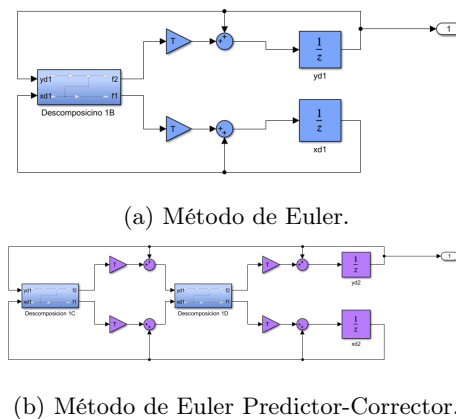 1
T
+
+
1
z
yd1
yd1
f2
xd1
f1
Descomposicino 1B
T
+
+
1
z
xd1
(a) Método de Euler.
1
T
+
+
T
+
+
1
z
yd2
yd1
f2
xd1
f1
Descomposicion 1C
yd1
f2
xd1
f1
Descomposicion 1D
T
+
+
T
+
+
1
z
xd2
(b) Método de Euler Predictor-Corrector.